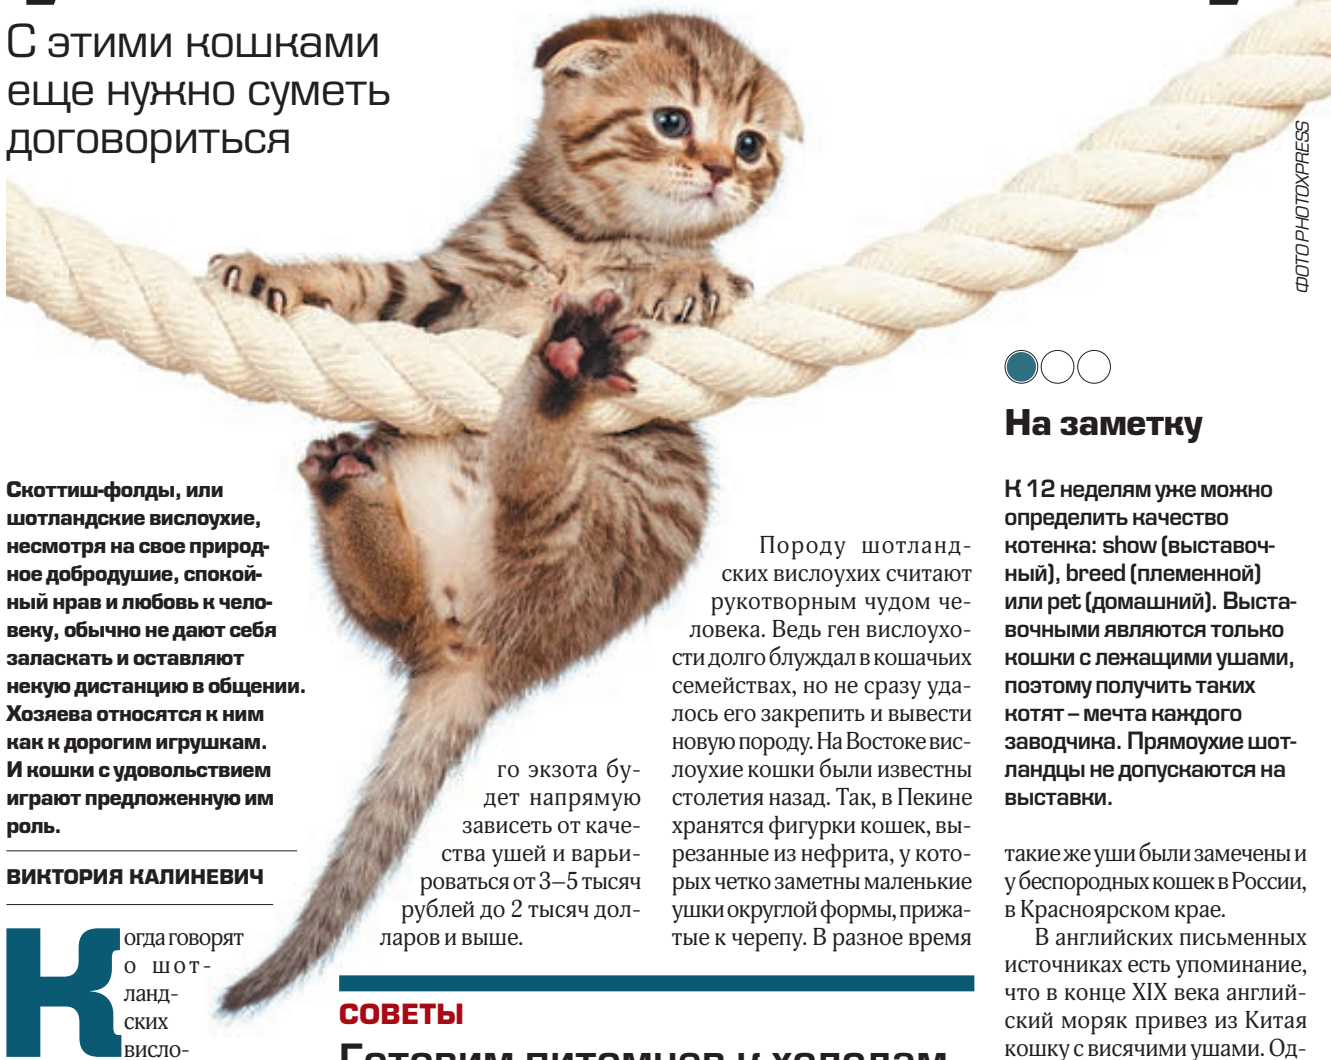 С этими кошками
еще нужно суметь
договориться
ФОТО PHOTOXPRESS
Скоттиш-фолды, или
шотландские вислоухие,
несмотря на свое природ-
ное добродушие, спокой-
ный нрав и любовь к чело-
веку, обычно не дают себя
заласкать и оставляют
некую дистанцию в общении.
Хозяева относятся к ним
как к дорогим игрушкам.
И кошки с удовольствием
играют предложенную им
роль.
ВИКТОРИЯ КАЛИНЕВИЧ
Когда говорят
о шот-
ланд-
ских
висло-
го экзота бу-
дет напрямую
зависеть от каче-
ства ушей и варьи-
роваться от 3–5 тысяч
рублей до 2 тысяч дол-
ларов и выше.
Породу шотланд-
ских вислоухих считают
рукотворным чудом че-
ловека. Ведь ген вислоухо-
сти долго блуждал в кошачьих
семействах, но не сразу уда-
лось его закрепить и вывести
новую породу. На Востоке вис-
лоухие кошки были известны
столетия назад. Так, в Пекине
хранятся фигурки кошек, вы-
резанные из нефрита, у кото-
рых четко заметны маленькие
ушки округлой формы, прижа-
тые к черепу. В разное время
такие же уши были замечены и
у беспородных кошек в России,
в Красноярском крае.
В английских письменных
источниках есть упоминание,
что в конце XIX века англий-
ский моряк привез из Китая
кошку с висячими ушами. Од-
На заметку
К 12 неделям уже можно
определить качество
котенка: show (выставоч-
ный), breed (племенной)
или pet (домашний). Выста-
вочными являются только
кошки с лежащими ушами,
поэтому получить таких
котят – мечта каждого
заводчика. Прямоухие шот-
ландцы не допускаются на
выставки.
СОВЕТЫ
Готовим питомцев к холодам